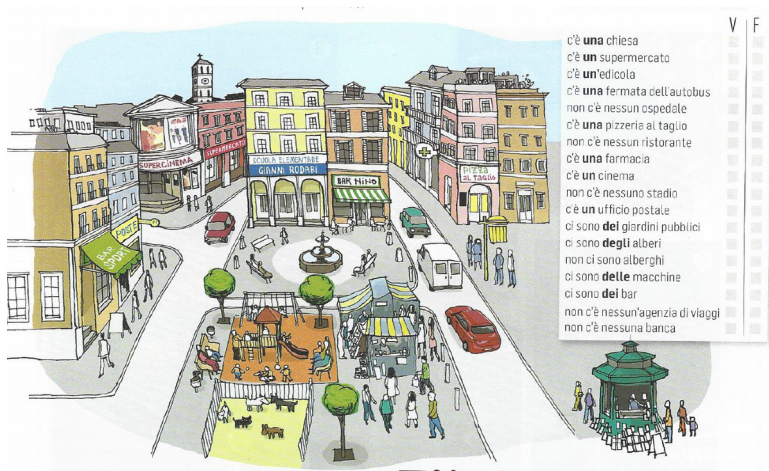 V F
c'è una chiesa
c'è un supermercato
c'è un'edicola
c'è una fermata dell'autobus
non c'è nessun ospedale
c'è una pizzeria al taglio
non c'è nessun ristorante
c'è una farmacia
c'è un cinema
non c'è nessuno stadio
c'è un ufficio postale
ci sono dei giardini pubblici
ci sono degli alberi
non ci sono alberghi
ci sono delle macchine
ci sono dei bar
non c'è nessun'agenzia di viaggi
non c'è nessuna banca
SUPERCINEMA
SUPERMERCATO
SCUOLA ELEMENTARE
GIANNI RODARI
BAR NINO
PIZZA
AL TAGLIO
POSTE
BAR
SPORT